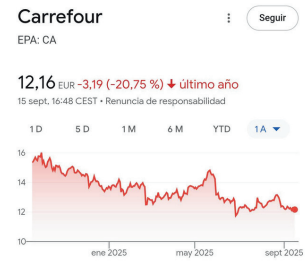 Carrefour
Seguir
EPA: CA
12,16 EUR -3,19 (-20,75 %) ↓ último año
15 sept, 16:48 CEST • Renuncia de responsabilidad
1 D 5 D 1 M 6 M YTD 1 A
16
14
12
10
ene 2025 may 2025 sept 2025